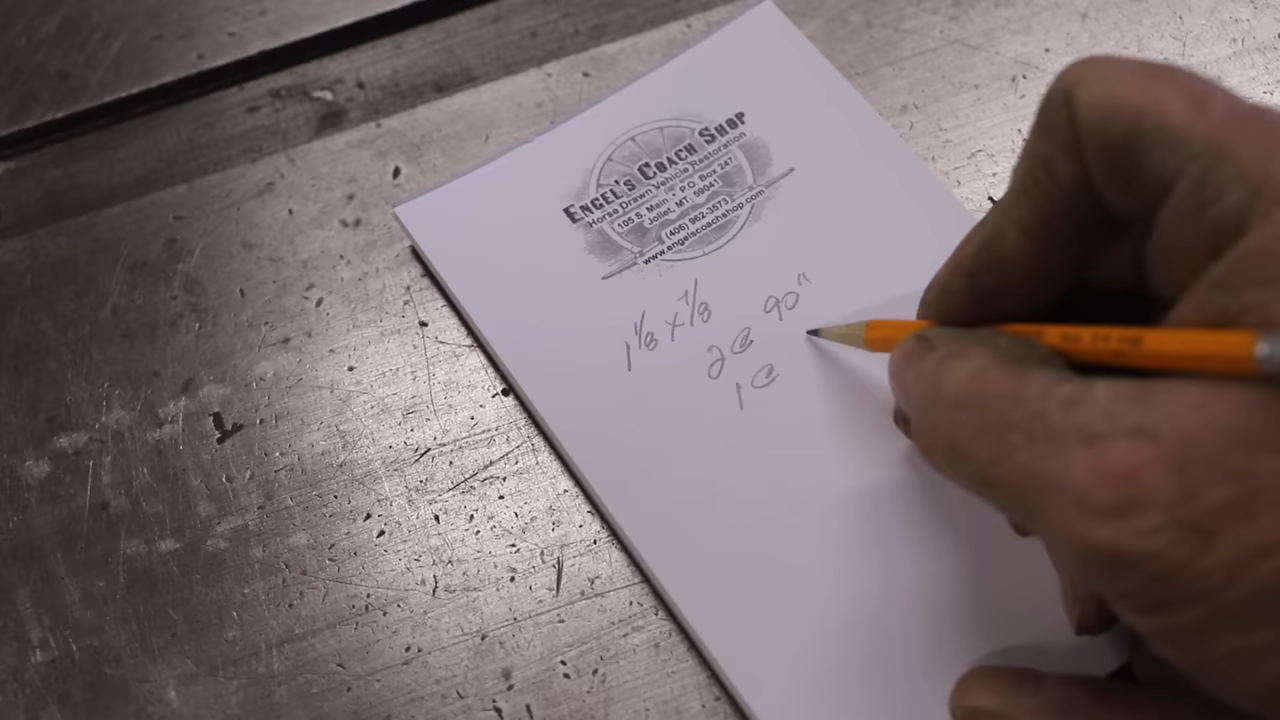 ENGEL'S COACH SHOP
Horse Drawn Vehicle Restoration
105 S. Main • P.O. Box 247
Joliet, MT. 59041
(406) 962-3573
www.engelscoachshop.com
1 1/8 x 7/8
2@ 90"
1@